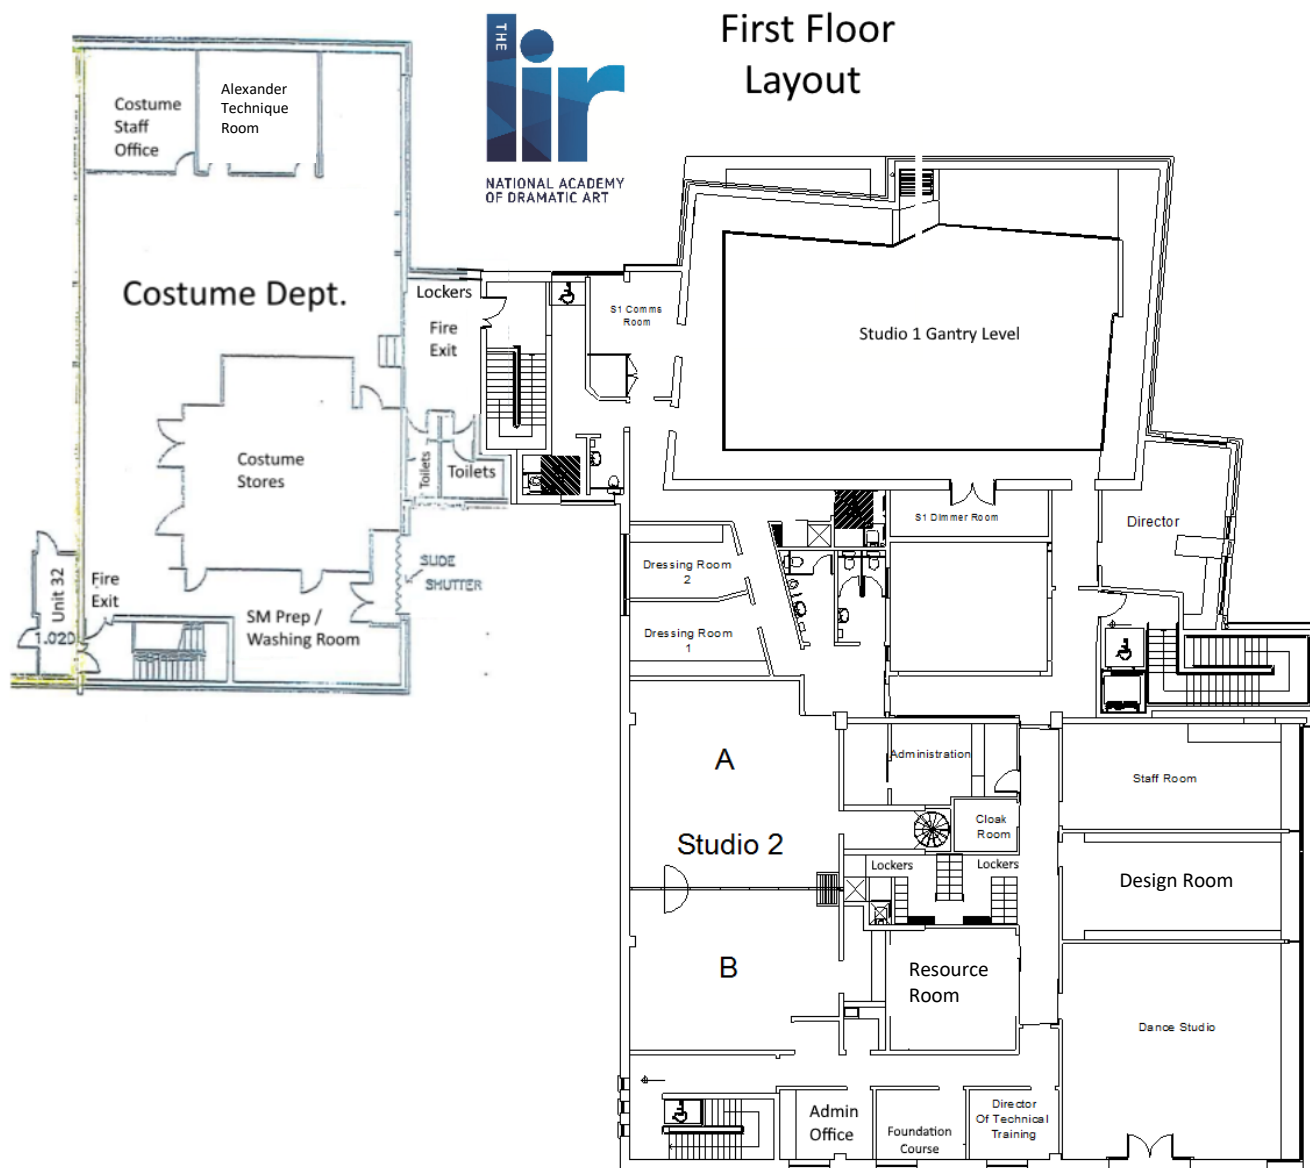 THE
lir
NATIONAL ACADEMY
OF DRAMATIC ART
First Floor
Layout
Costume
Staff
Office
Alexander
Technique
Room
Costume Dept.
Lockers
Fire
Exit
S1 Comms
Room
Studio 1 Gantry Level
Costume
Stores
Toilets
Toilets
S1 Dimmer Room
Director
SLIDE
SHUTTER
Unit 32
1.020
Fire
Exit
SM Prep /
Washing Room
Dressing Room
2
Dressing Room
1
A
Studio 2
B
Administration
Cloak
Room
Lockers
Lockers
Staff Room
Design Room
Resource
Room
Dance Studio
Admin
Office
Foundation
Course
Director
Of Technical
Training